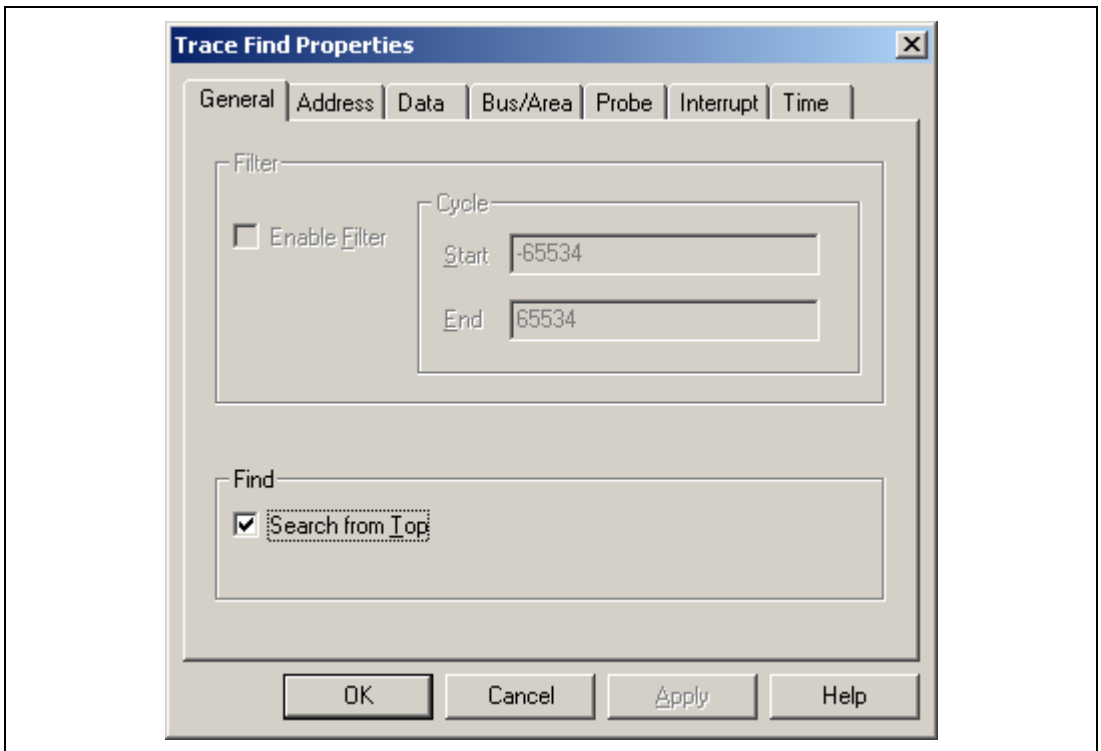 Trace Find Properties
General Address Data Bus/Area Probe Interrupt Time
Filter
Enable Filter
Cycle
Start -65534
End 65534
Find
Search from Top
OK Cancel Apply Help